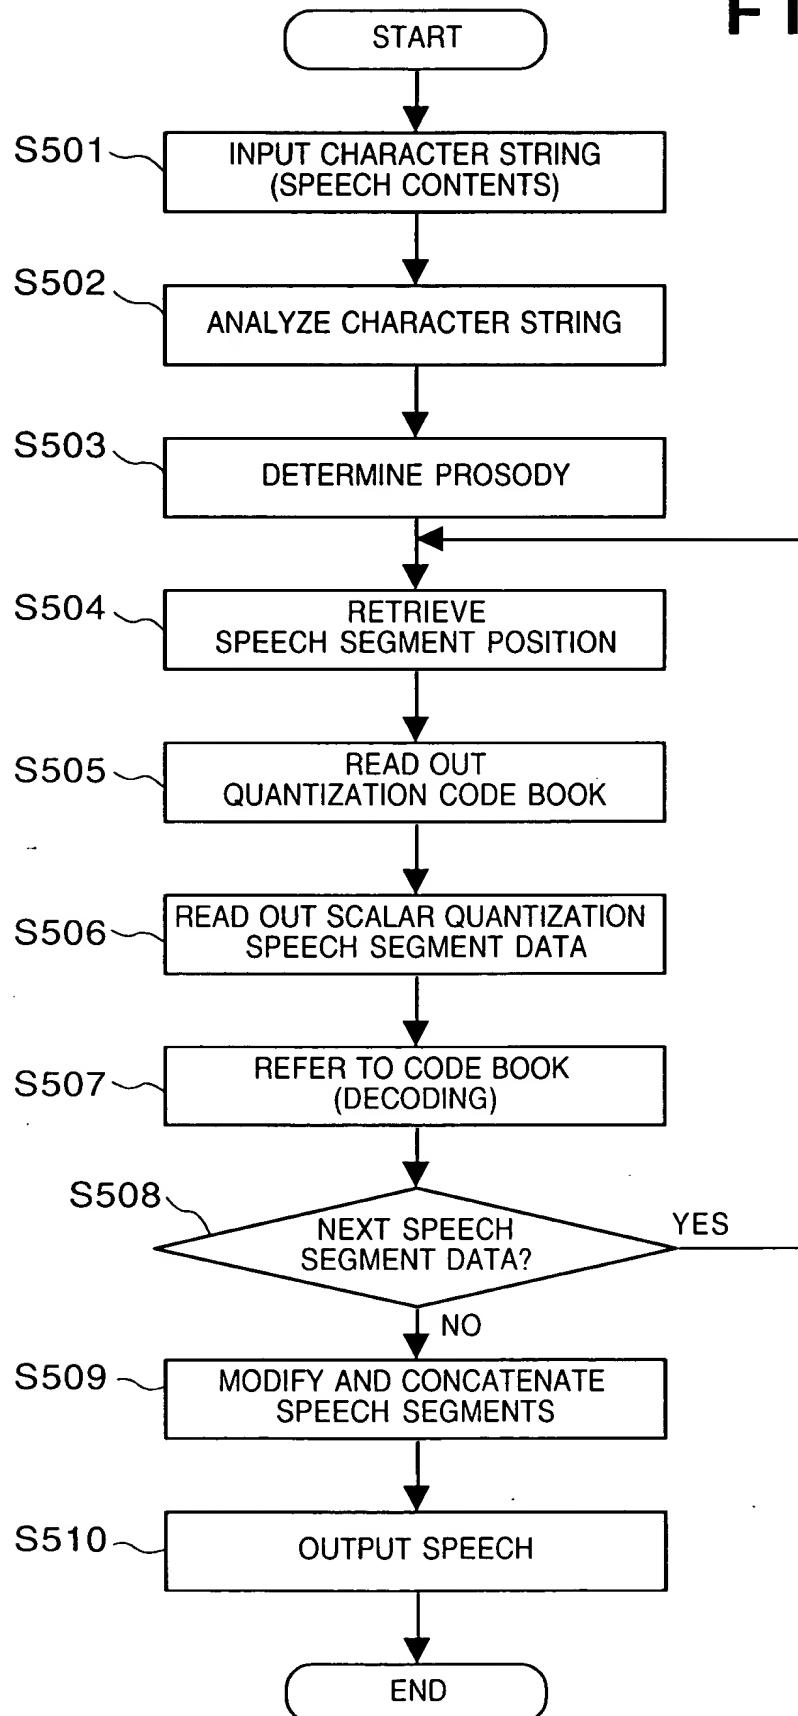 START
S501
INPUT CHARACTER STRING
(SPEECH CONTENTS)
S502
ANALYZE CHARACTER STRING
S503
DETERMINE PROSODY
S504
RETRIEVE
SPEECH SEGMENT POSITION
S505
READ OUT
QUANTIZATION CODE BOOK
S506
READ OUT SCALAR QUANTIZATION
SPEECH SEGMENT DATA
S507
REFER TO CODE BOOK
(DECODING)
S508
NEXT SPEECH
SEGMENT DATA?
YES
NO
S509
MODIFY AND CONCATENATE
SPEECH SEGMENTS
S510
OUTPUT SPEECH
END